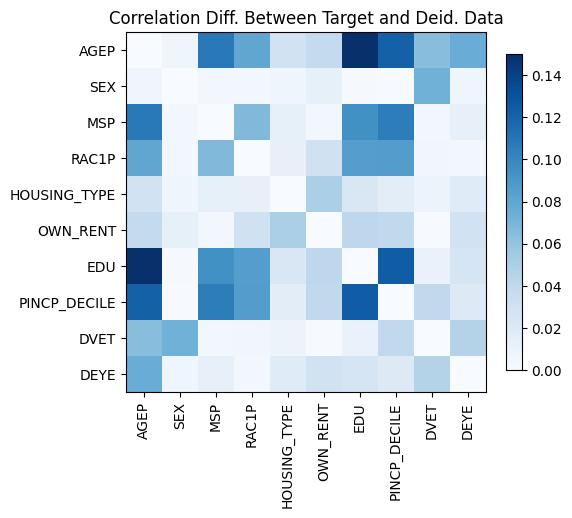 Correlation Diff. Between Target and Deid. Data
AGEP
SEX
MSP
RAC1P
HOUSING_TYPE
OWN_RENT
EDU
PINCP_DECILE
DVET
DEYE
AGEP
SEX
MSP
RAC1P
HOUSING_TYPE
OWN_RENT
EDU
PINCP_DECILE
DVET
DEYE
0.14
0.12
0.10
0.08
0.06
0.04
0.02
0.00